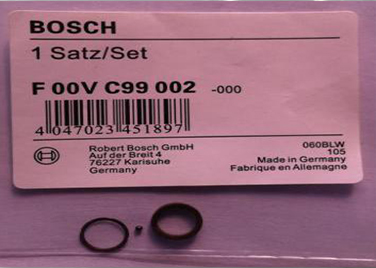 BOSCH
1 Satz/Set
F 00V C99 002 -000
4 047023 451897
Robert Bosch GmbH
Auf der Breit 4
76227 Karlsuhe
Germany
060BLW
105
Made in Germany
Fabrique en Allemagne